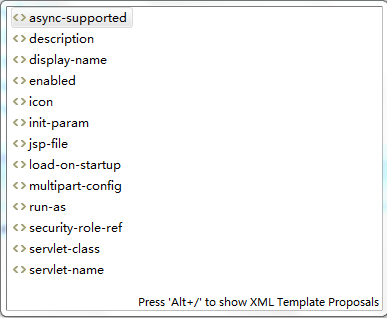 async-supported
description
display-name
enabled
icon
init-param
jsp-file
load-on-startup
multipart-config
run-as
security-role-ref
servlet-class
servlet-name
Press 'Alt+/' to show XML Template Proposals